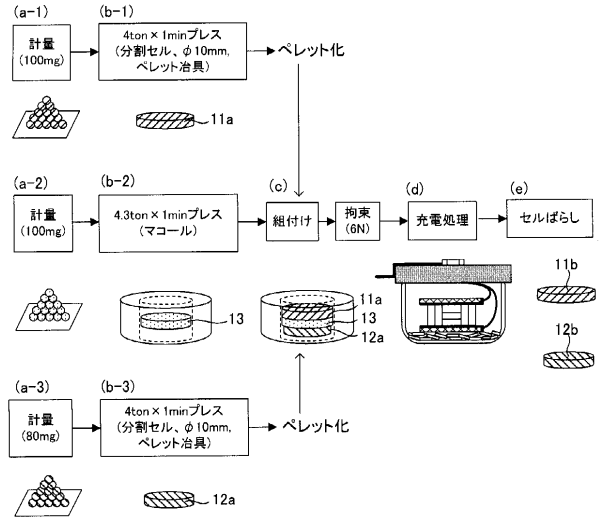 (a-1)
(b-1)
計量
(100mg)
4ton×1minプレス
(分割セル、φ10mm,
ペレット冶具)
ペレット化
11a
(a-2)
(b-2)
(c)
(d)
(e)
計量
(100mg)
4.3ton×1minプレス
(マコール)
組付け
拘束
(6N)
充電処理
セルばらし
13
11a
13
12a
11b
12b
(a-3)
(b-3)
計量
(80mg)
4ton×1minプレス
(分割セル、φ10mm,
ペレット冶具)
ペレット化
12a